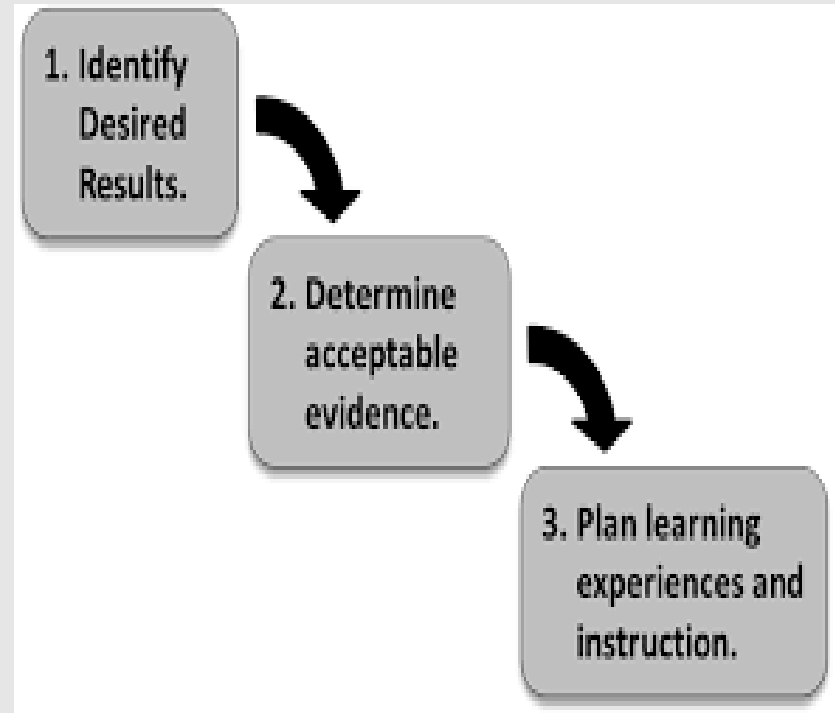 1. Identify
Desired
Results.
2. Determine
acceptable
evidence.
3. Plan learning
experiences and
instruction.